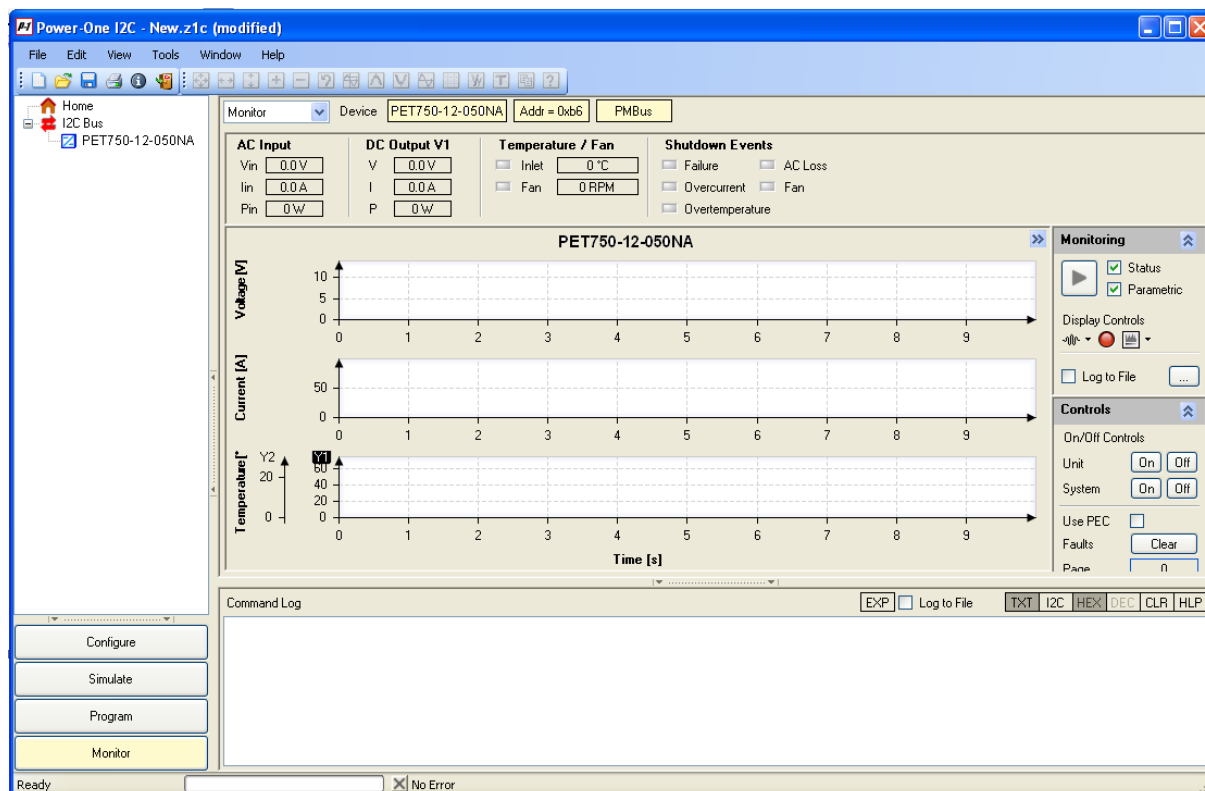 Power-One I2C - New.z1c (modified)
File Edit View Tools Window Help
Home
I2C Bus
PET750-12-050NA
Monitor Device PET750-12-050NA Addr = 0xb6 PMBus
AC Input DC Output V1 Temperature / Fan Shutdown Events
Vin 0.0 V V 0.0 V Inlet 0 °C Failure AC Loss
Iin 0.0 A I 0.0 A Fan 0 RPM Overcurrent Fan
Pin 0 W P 0 W Overtemperature
PET750-12-050NA
Voltage [V]
10
5
0
0 1 2 3 4 5 6 7 8 9
Current [A]
50
0
0 1 2 3 4 5 6 7 8 9
Temperature[°
Y2 Y1
20 60
40
20
0 0
0 1 2 3 4 5 6 7 8 9
Time [s]
Monitoring
Status
Parametric
Display Controls
Log to File ...
Controls
On/Off Controls
Unit On Off
System On Off
Use PEC
Faults Clear
Page 0
Command Log EXP Log to File TXT I2C HEX DEC CLR HLP
Configure
Simulate
Program
Monitor
Ready No Error